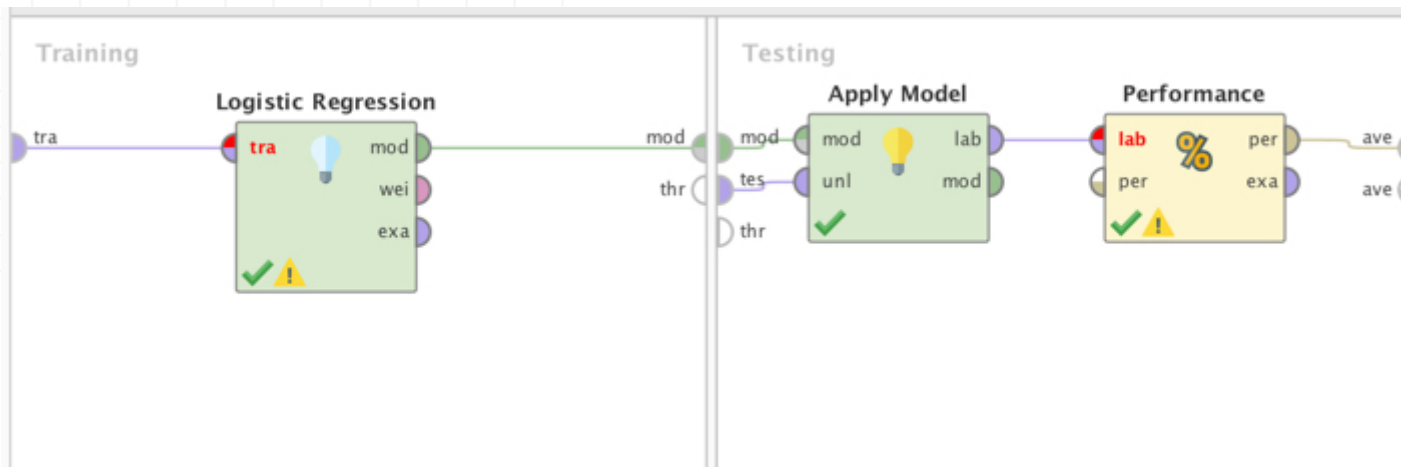 Training
Logistic Regression
tra
tra
mod
wei
exa
mod
thr
Testing
Apply Model
Performance
mod
tes
thr
mod
unl
lab
mod
lab
per
%
per
exa
ave
ave